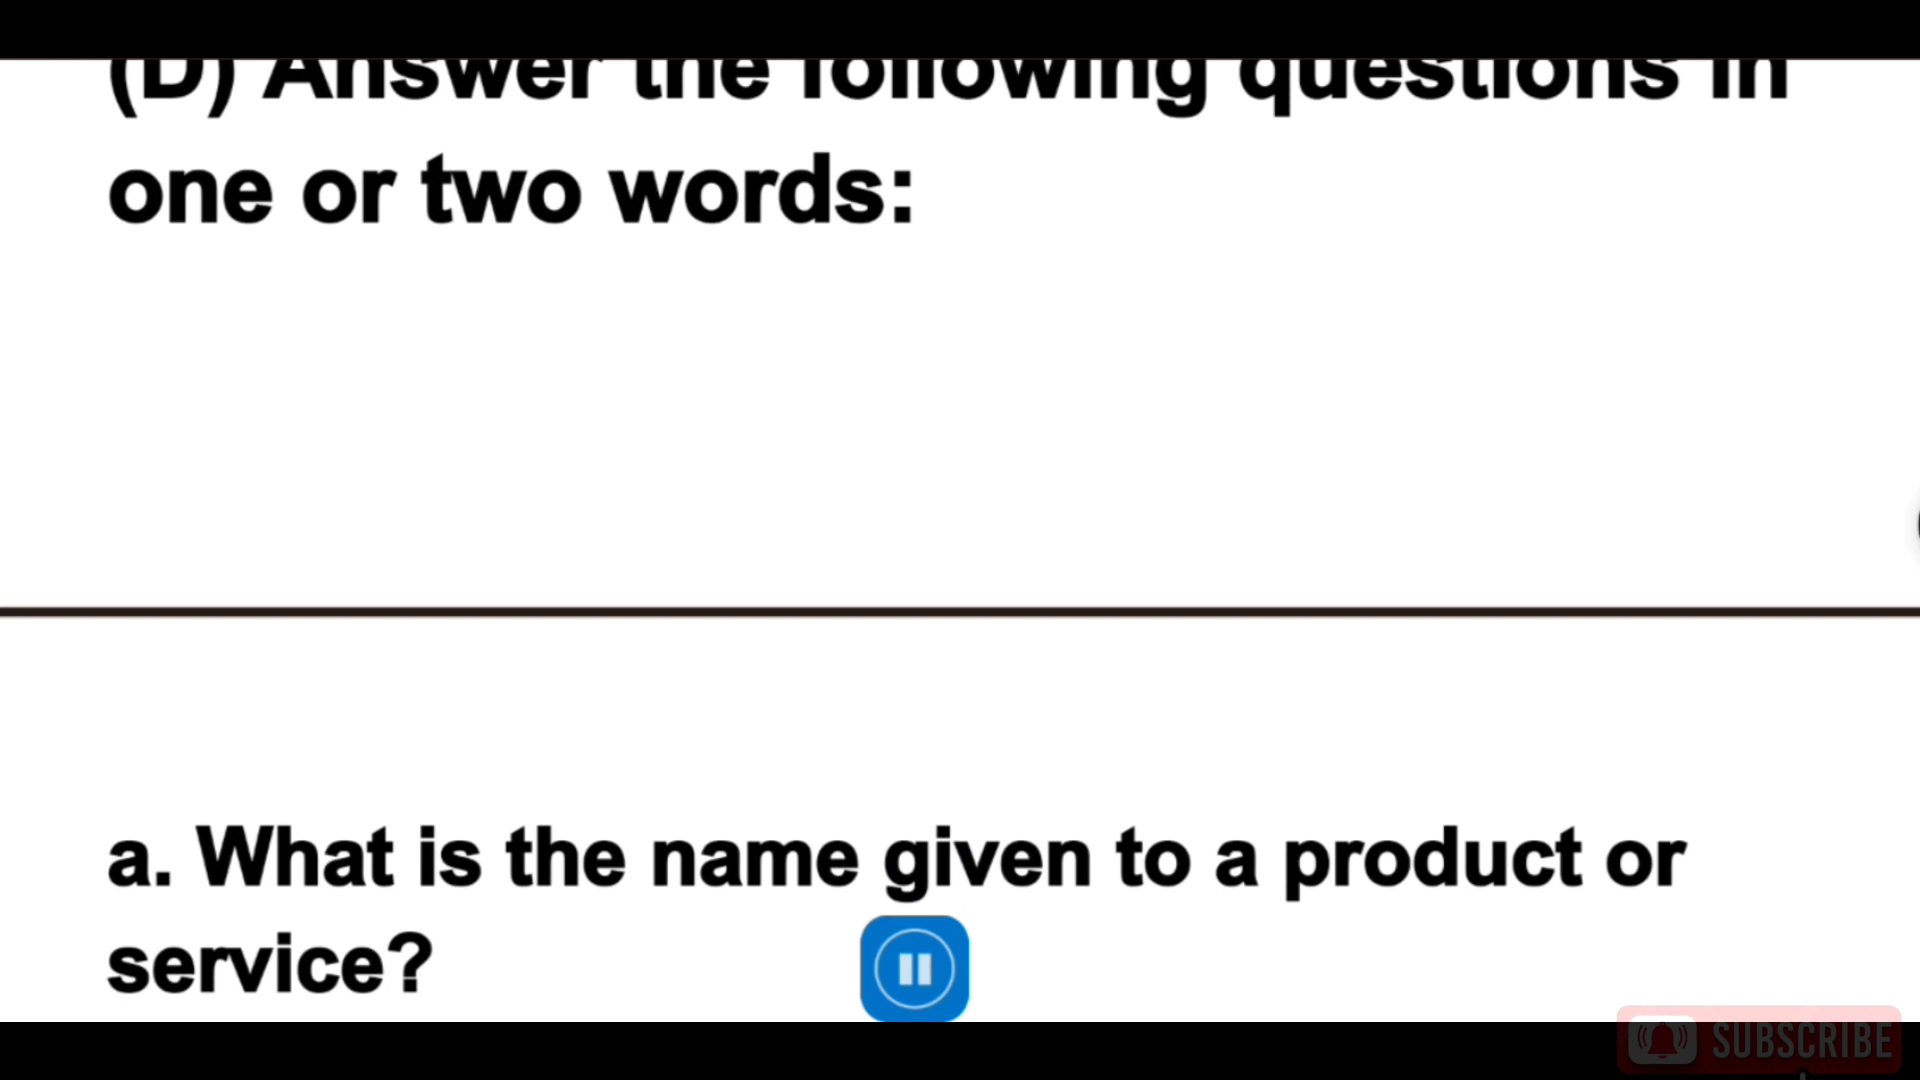 (D) Answer the following questions in
one or two words:
a. What is the name given to a product or
service?
SUBSCRIBE